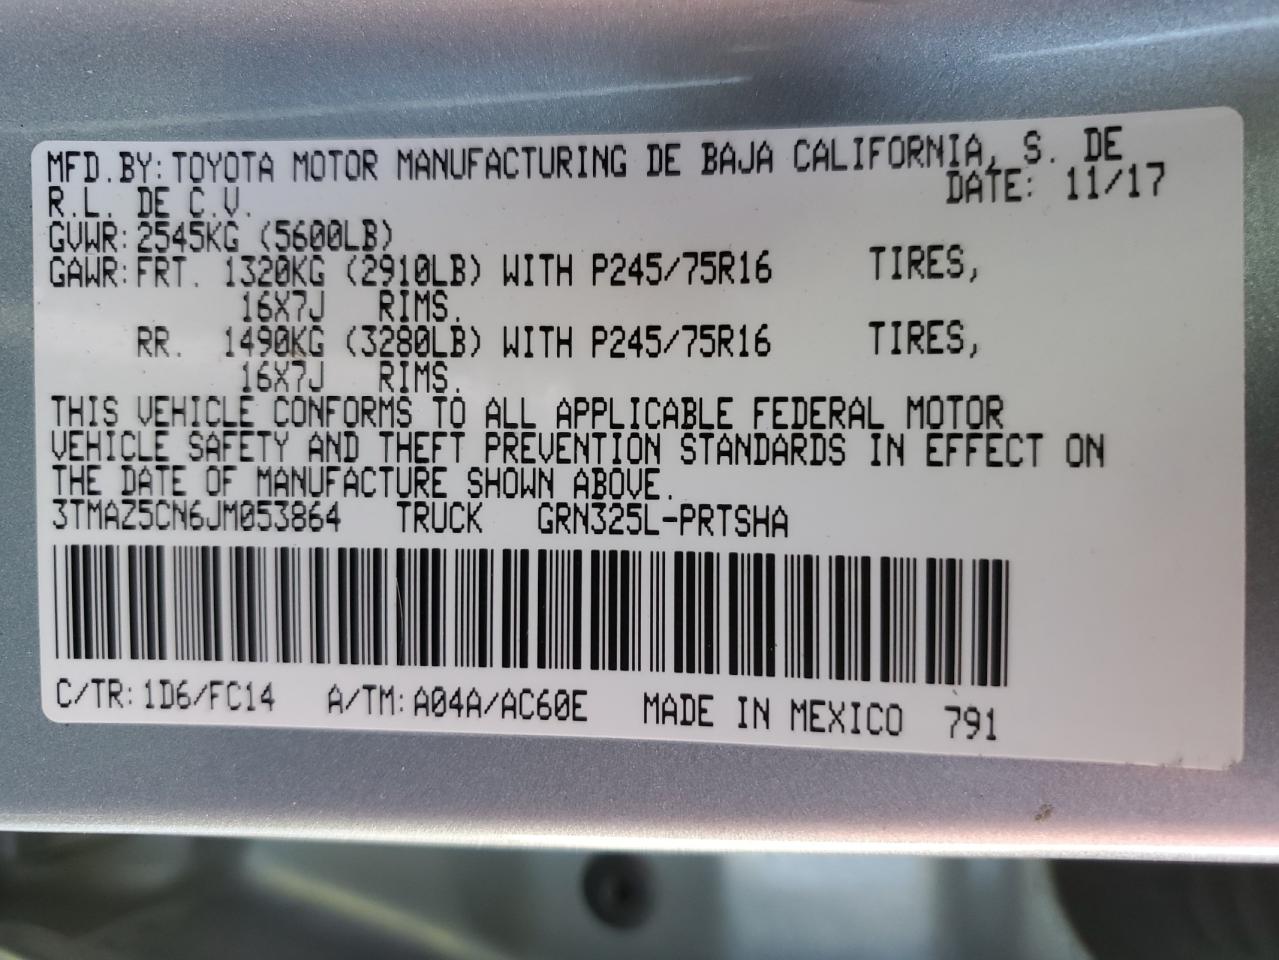 MFD.BY: TOYOTA MOTOR MANUFACTURING DE BAJA CALIFORNIA, S. DE
R.L. DE C.V. DATE: 11/17
GVWR: 2545KG (5600LB)
GAWR: FRT. 1320KG (2910LB) WITH P245/75R16 TIRES,
16X7J RIMS.
RR. 1490KG (3280LB) WITH P245/75R16 TIRES,
16X7J RIMS.
THIS VEHICLE CONFORMS TO ALL APPLICABLE FEDERAL MOTOR
VEHICLE SAFETY AND THEFT PREVENTION STANDARDS IN EFFECT ON
THE DATE OF MANUFACTURE SHOWN ABOVE.
3TMAZ5CN6JM053864 TRUCK GRN325L-PRTSHA
C/TR: 1D6/FC14 A/TM: A04A/AC60E MADE IN MEXICO 791